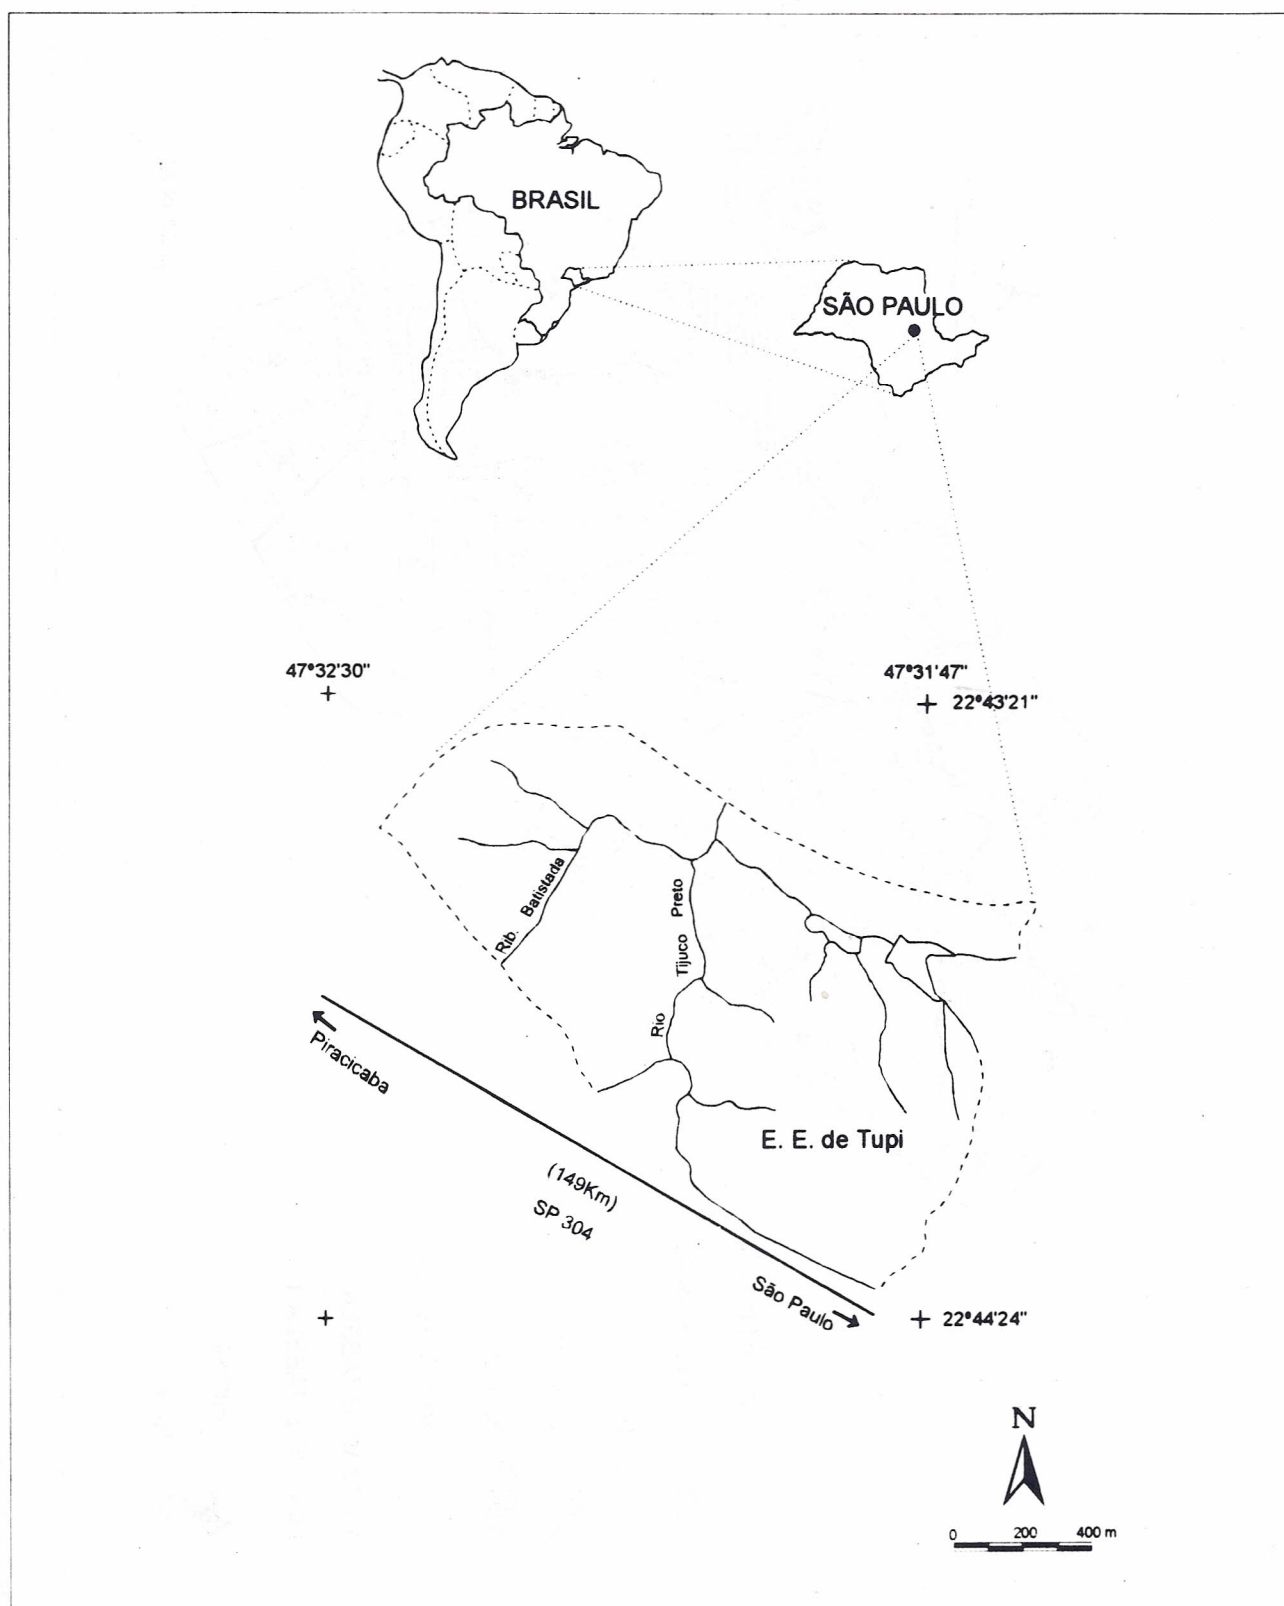 BRASIL
SÃO PAULO
47°32'30"
47°31'47"
22°43'21"
Rib. Batistada
Rio Tijuco Preto
Piracicaba
E. E. de Tupi
(149Km)
SP 304
São Paulo
22°44'24"
N
0 200 400 m